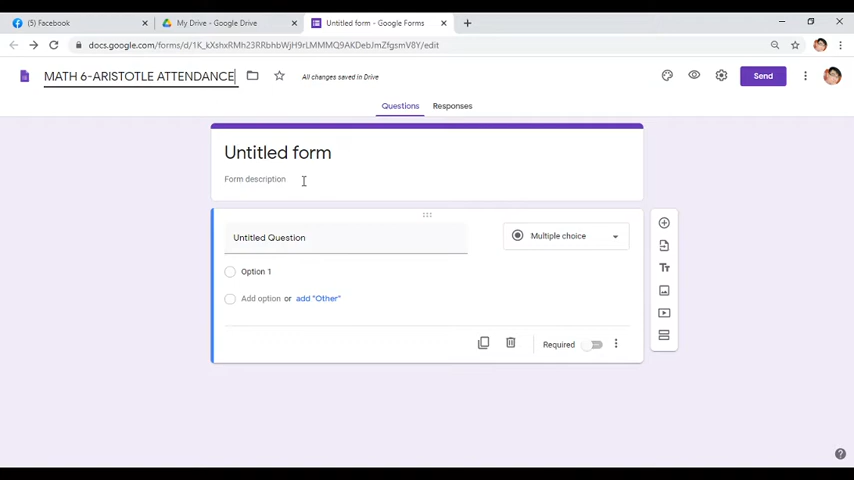 (5) Facebook
My Drive - Google Drive
Untitled form - Google Forms
docs.google.com/forms/d/1K_kXshxRMh23RRbhbWjH9rLMMMQ9AKDebJmZfgsmV8Y/edit
MATH 6-ARISTOTLE ATTENDANCE
All changes saved in Drive
Send
Questions
Responses
Untitled form
Form description
Untitled Question
Multiple choice
Option 1
Add option or add "Other"
Required
Tт